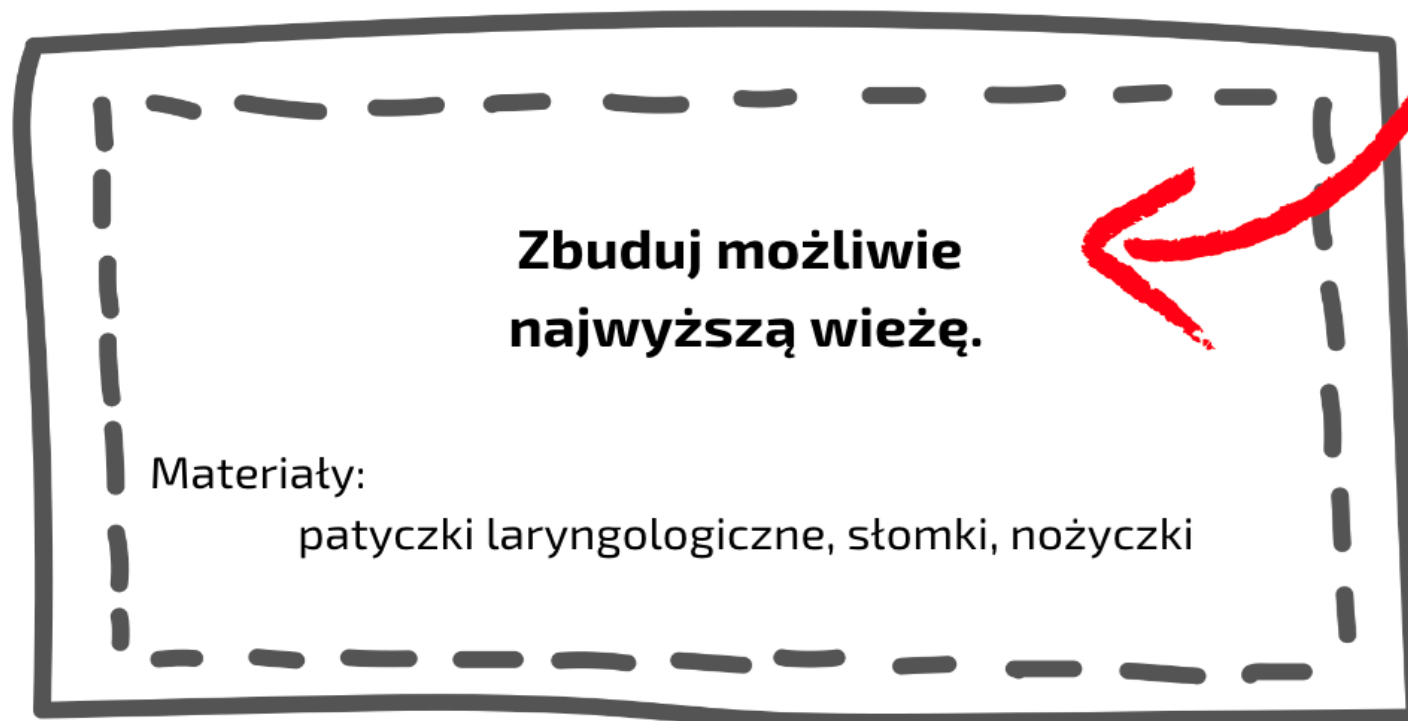 Zbuduj możliwie
najwyższą wieżę.
Materiały:
patyczki laryngologiczne, słomki, nożyczki